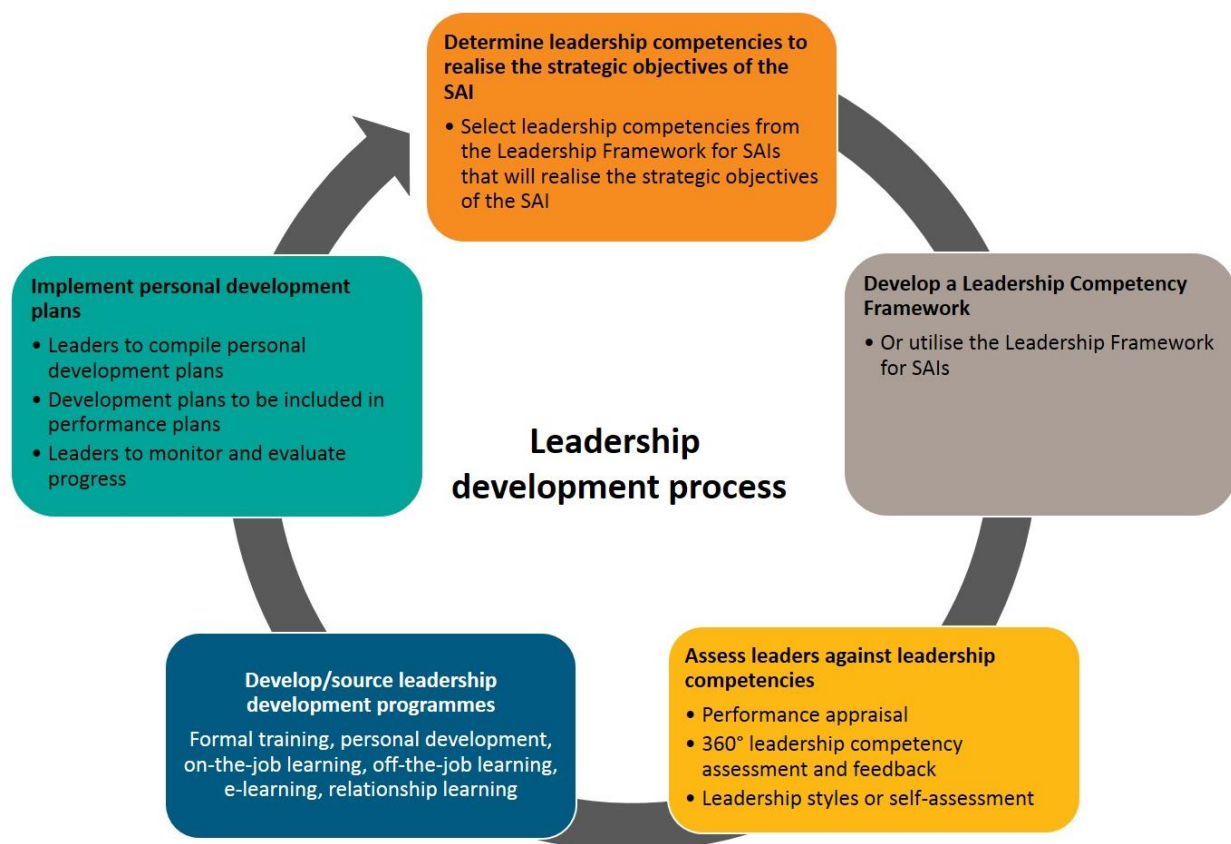 Determine leadership competencies to
realise the strategic objectives of the
SAI
• Select leadership competencies from
the Leadership Framework for SAIs
that will realise the strategic objectives
of the SAI
Develop a Leadership Competency
Framework
• Or utilise the Leadership Framework
for SAIs
Assess leaders against leadership
competencies
• Performance appraisal
• 360° leadership competency
assessment and feedback
• Leadership styles or self-assessment
Develop/source leadership
development programmes
Formal training, personal development,
on-the-job learning, off-the-job learning,
e-learning, relationship learning
Implement personal development
plans
• Leaders to compile personal
development plans
• Development plans to be included in
performance plans
• Leaders to monitor and evaluate
progress
Leadership
development process